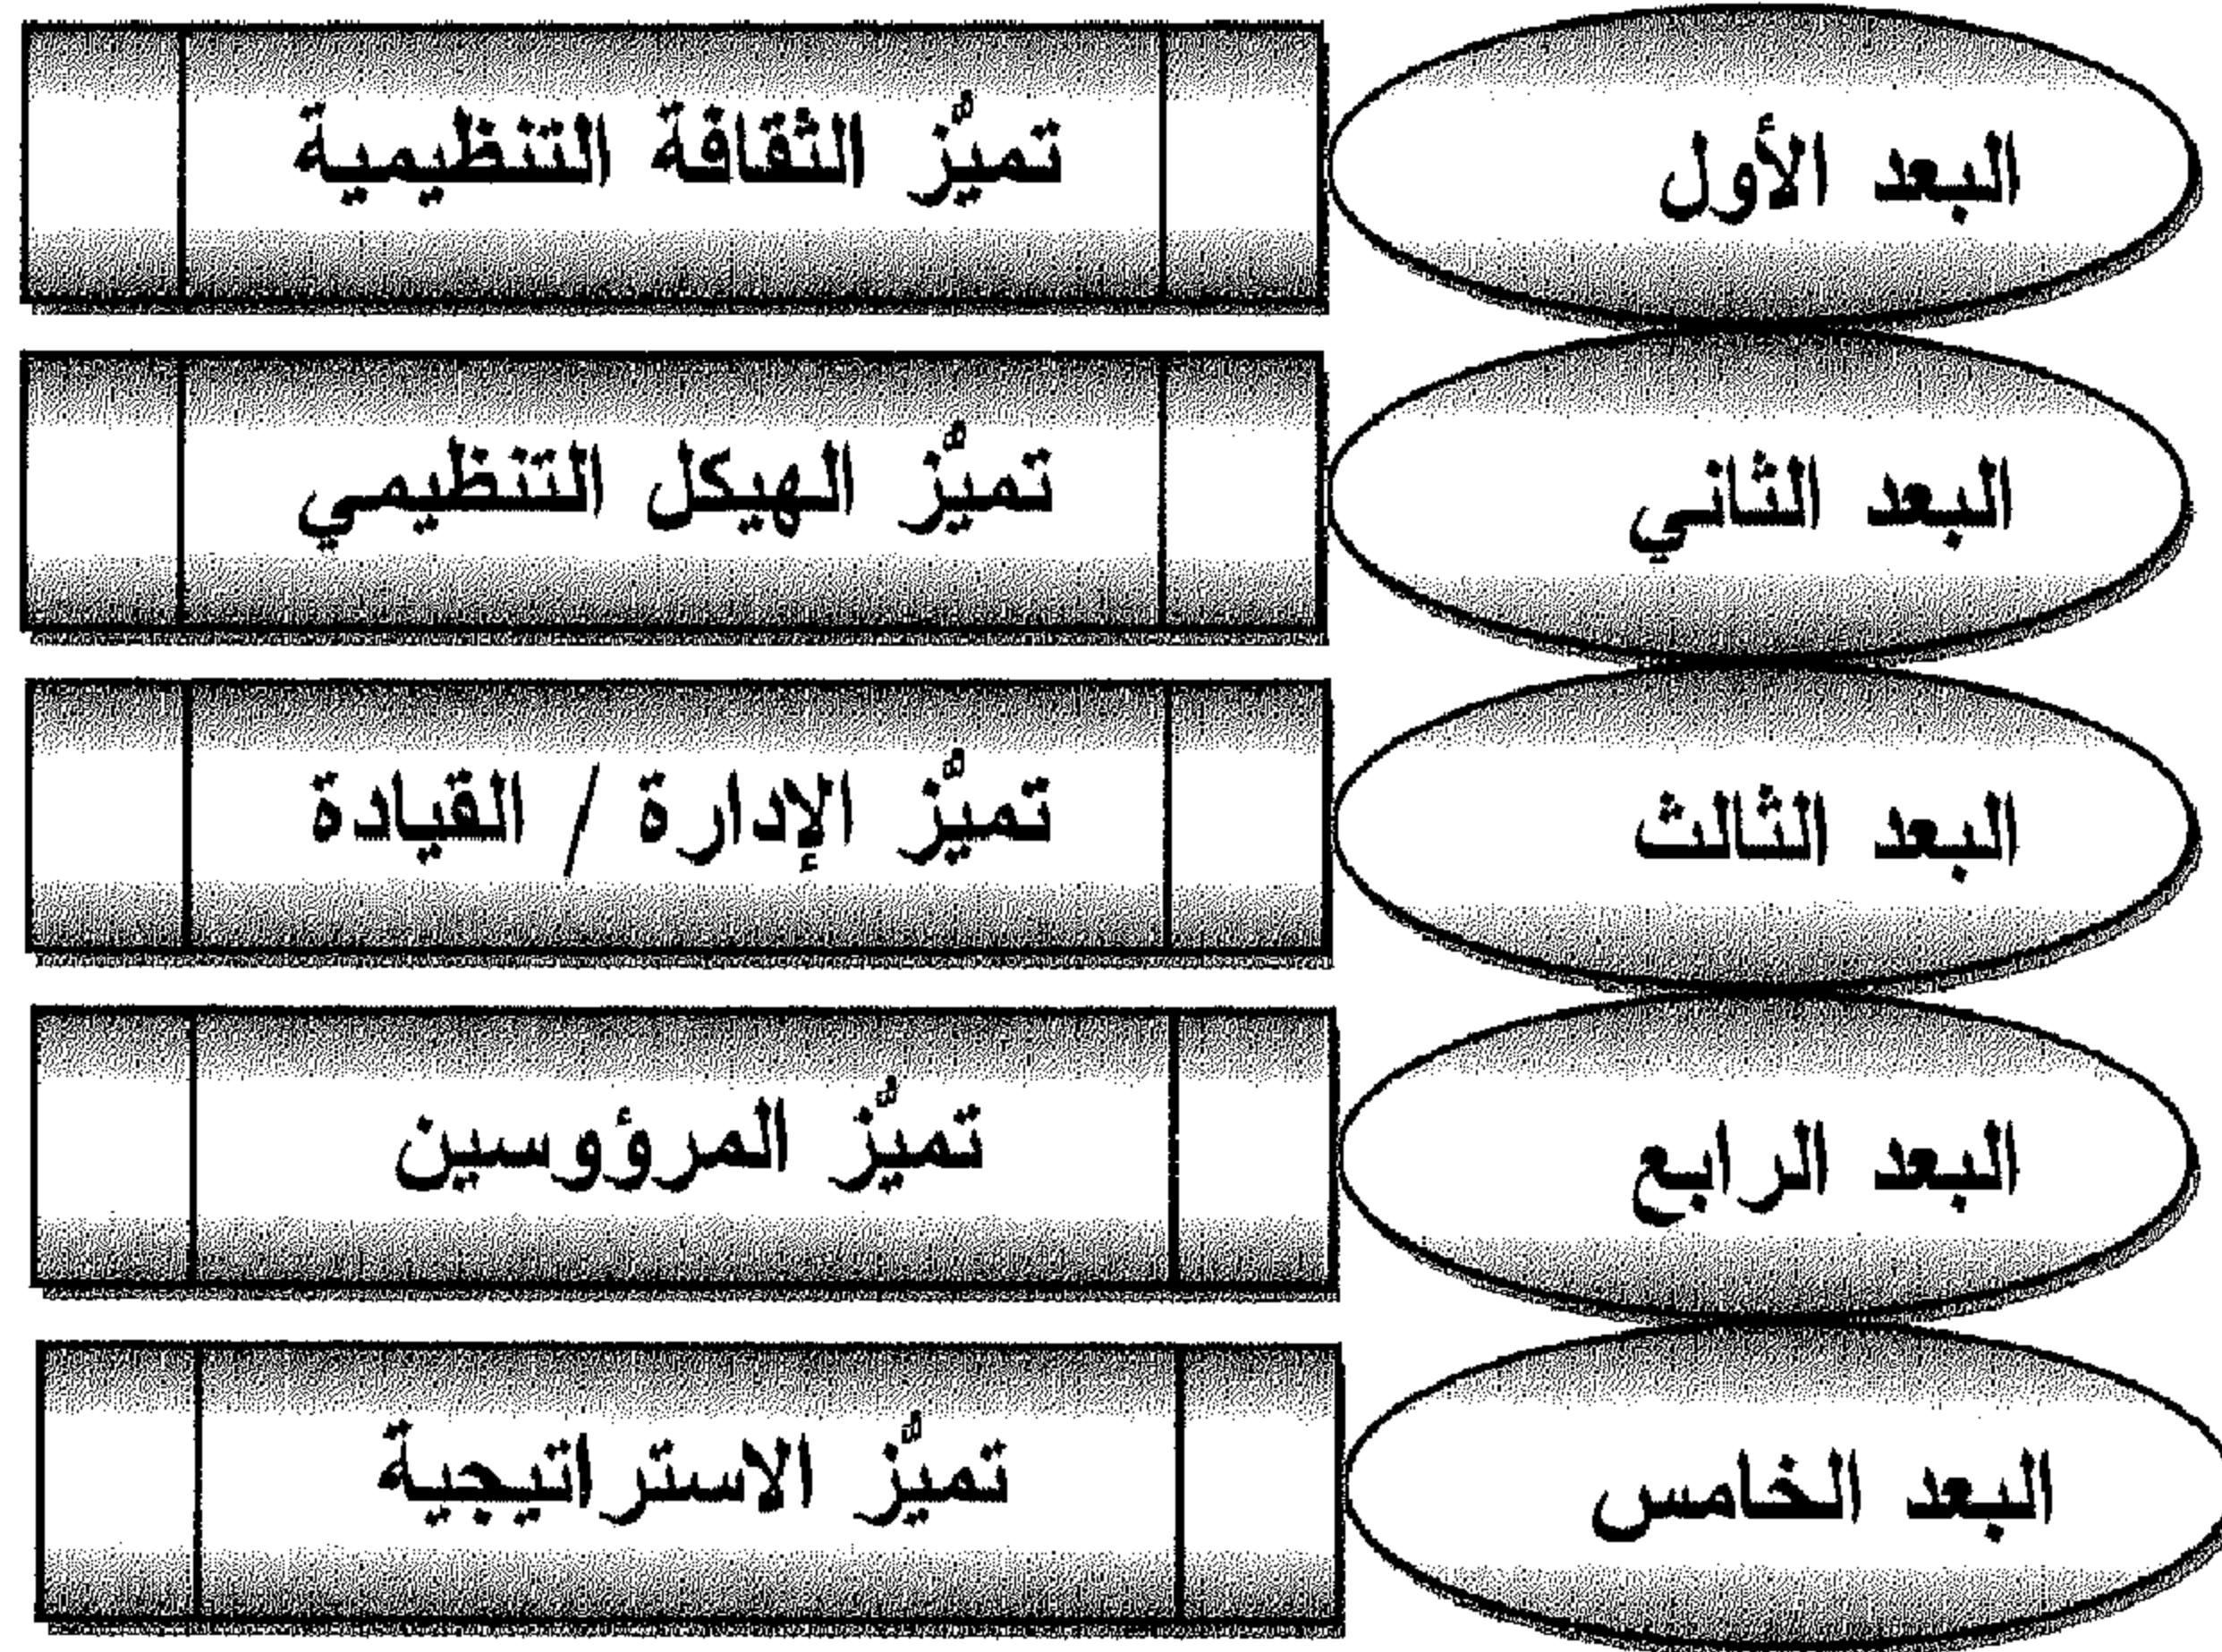 البعد الأول
تميُّز الثقافة التنظيمية
البعد الثاني
تميُّز الهيكل التنظيمي
البعد الثالث
تميُّز الإدارة / القيادة
البعد الرابع
تميُّز المرؤوسين
البعد الخامس
تميُّز الاستراتيجية